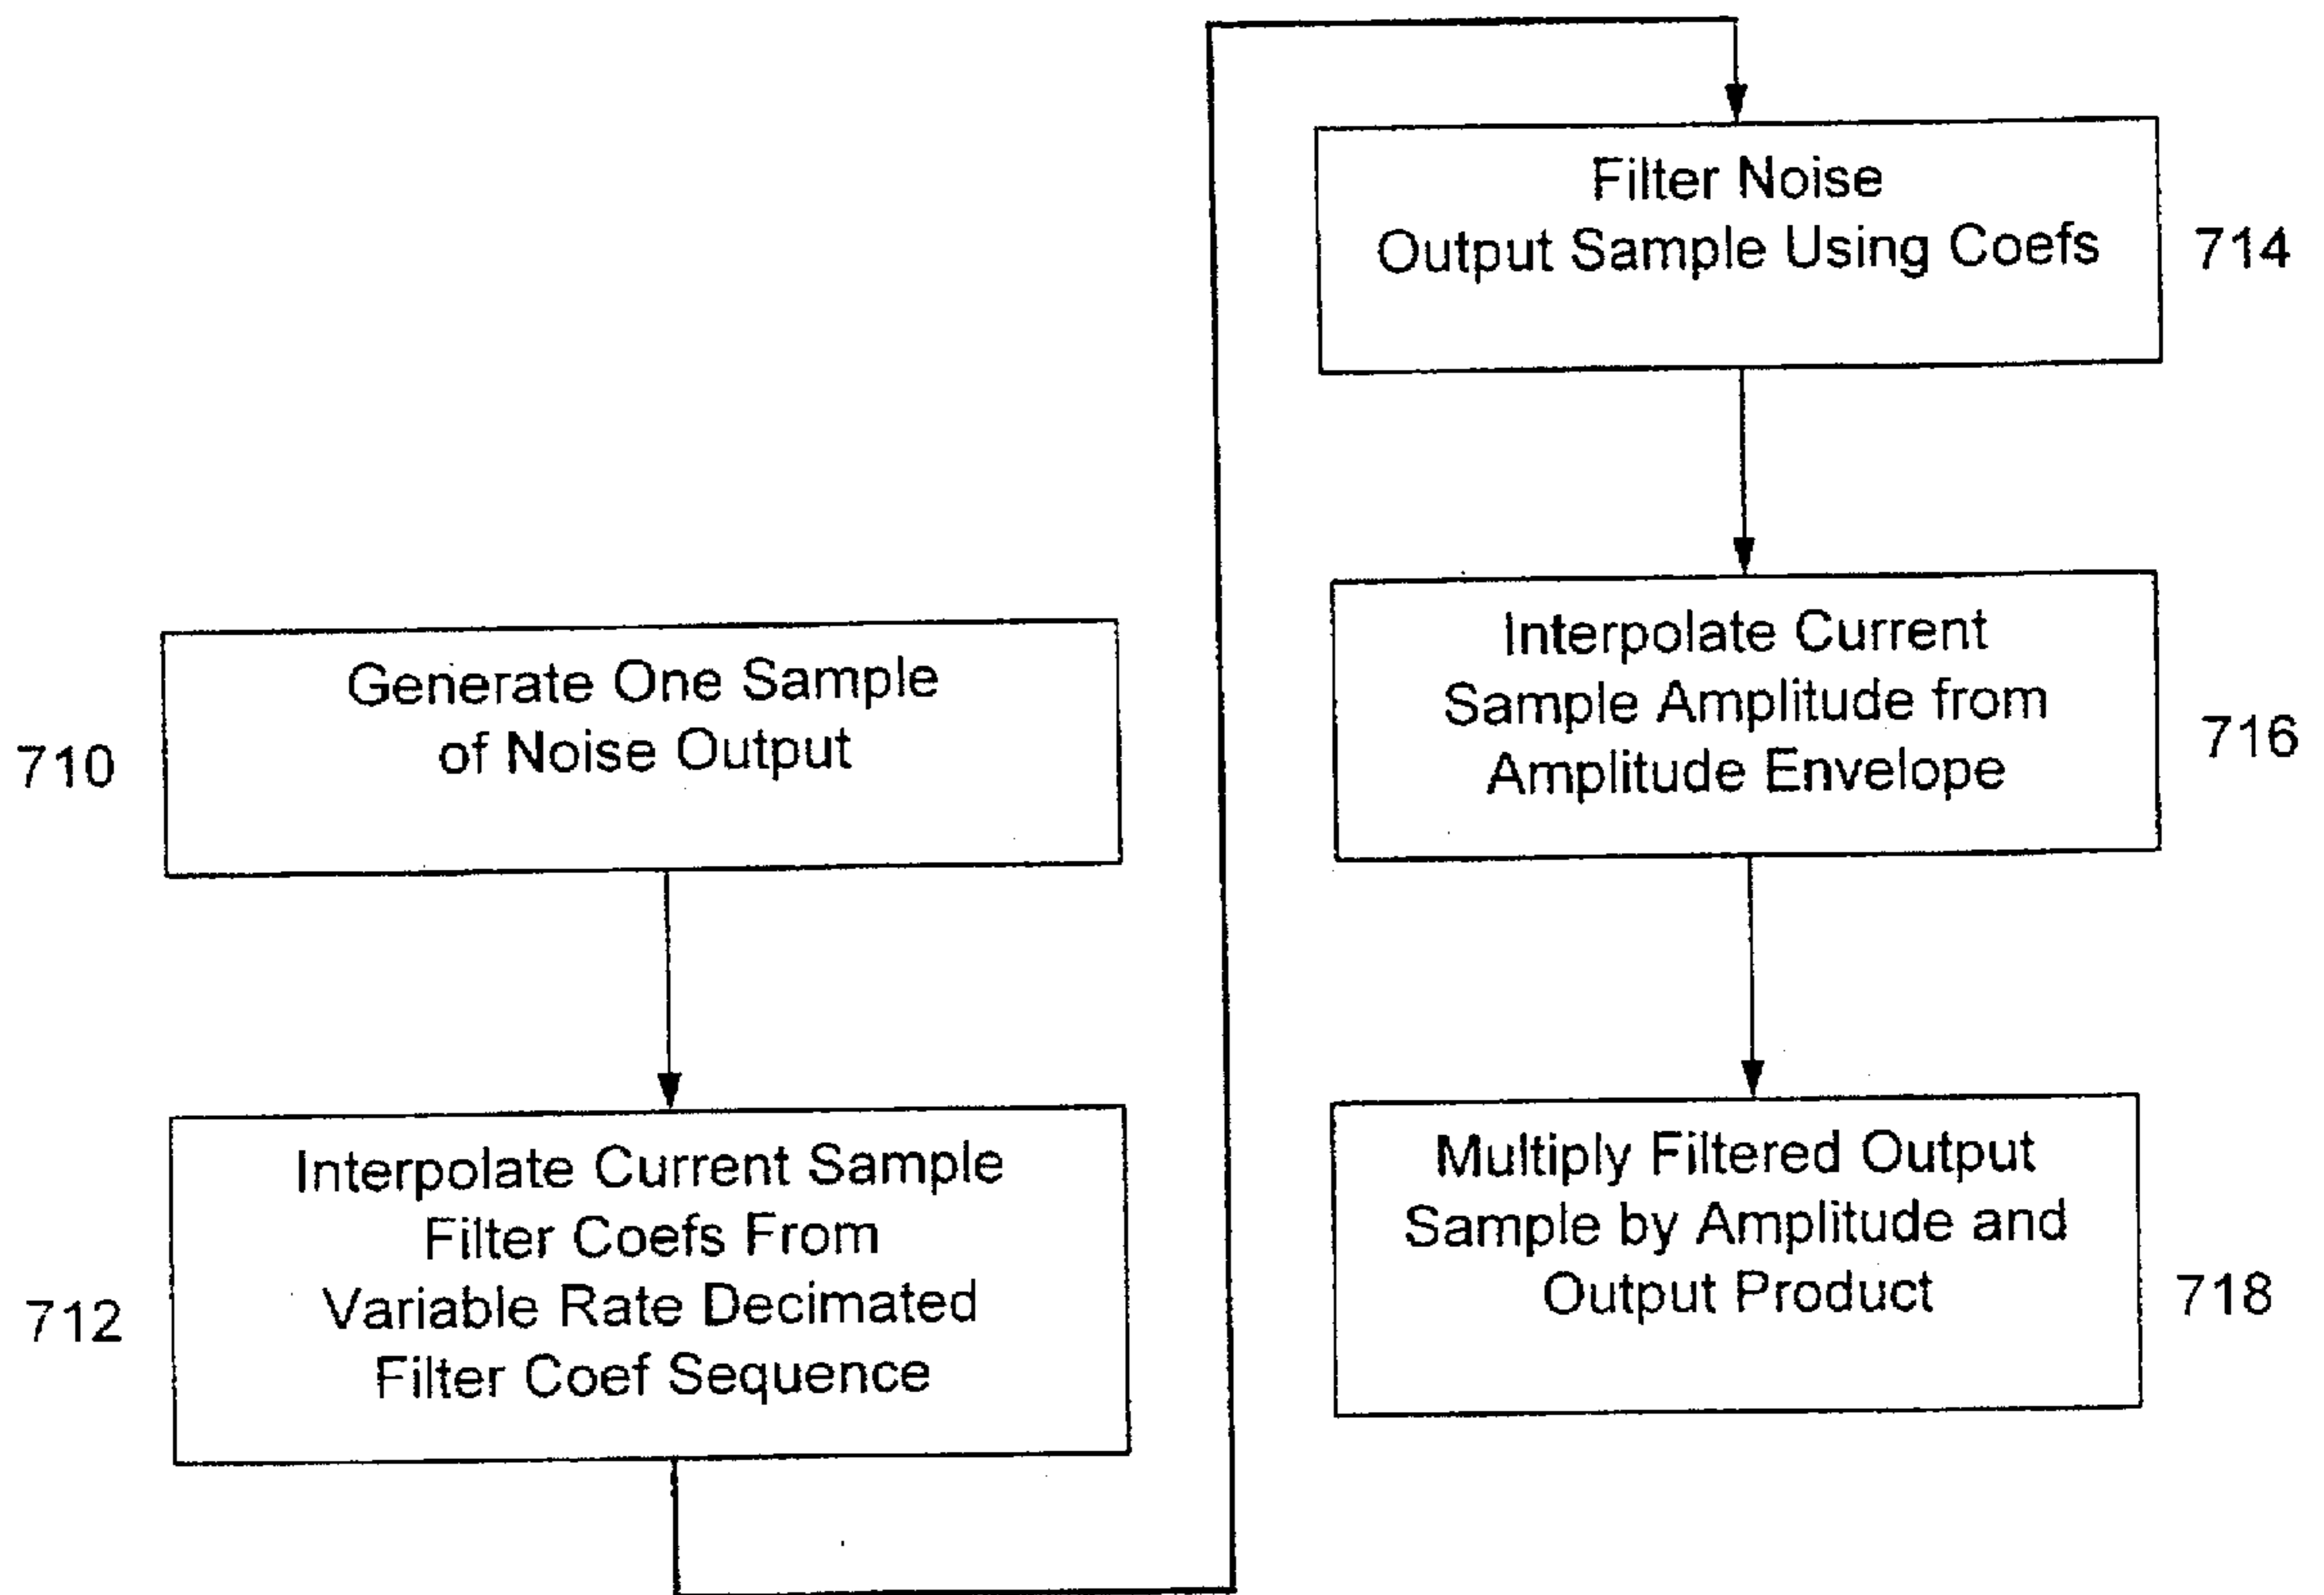 Generate One Sample
of Noise Output
710
Interpolate Current Sample
Filter Coefs From
Variable Rate Decimated
Filter Coef Sequence
712
Filter Noise
Output Sample Using Coefs
714
Interpolate Current
Sample Amplitude from
Amplitude Envelope
716
Multiply Filtered Output
Sample by Amplitude and
Output Product
718